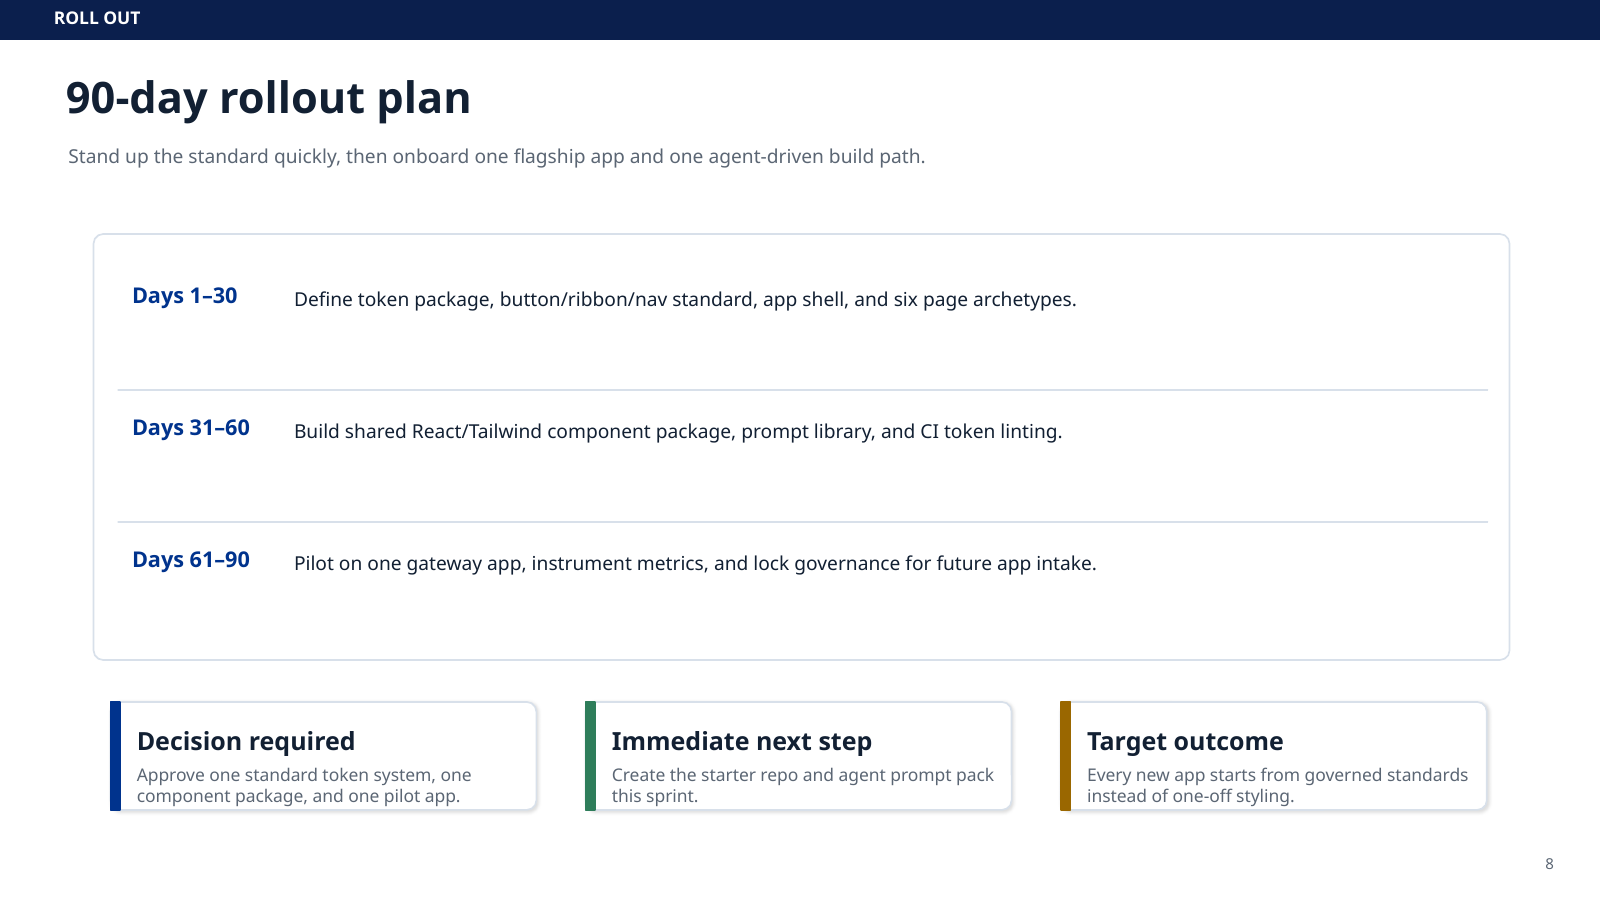 ROLL OUT
90-day rollout plan
Stand up the standard quickly, then onboard one flagship app and one agent-driven build path.
Days 1–30
Define token package, button/ribbon/nav standard, app shell, and six page archetypes.
Days 31–60
Build shared React/Tailwind component package, prompt library, and CI token linting.
Days 61–90
Pilot on one gateway app, instrument metrics, and lock governance for future app intake.
Decision required
Approve one standard token system, one
component package, and one pilot app.
Immediate next step
Create the starter repo and agent prompt pack
this sprint.
Target outcome
Every new app starts from governed standards
instead of one-off styling.
8